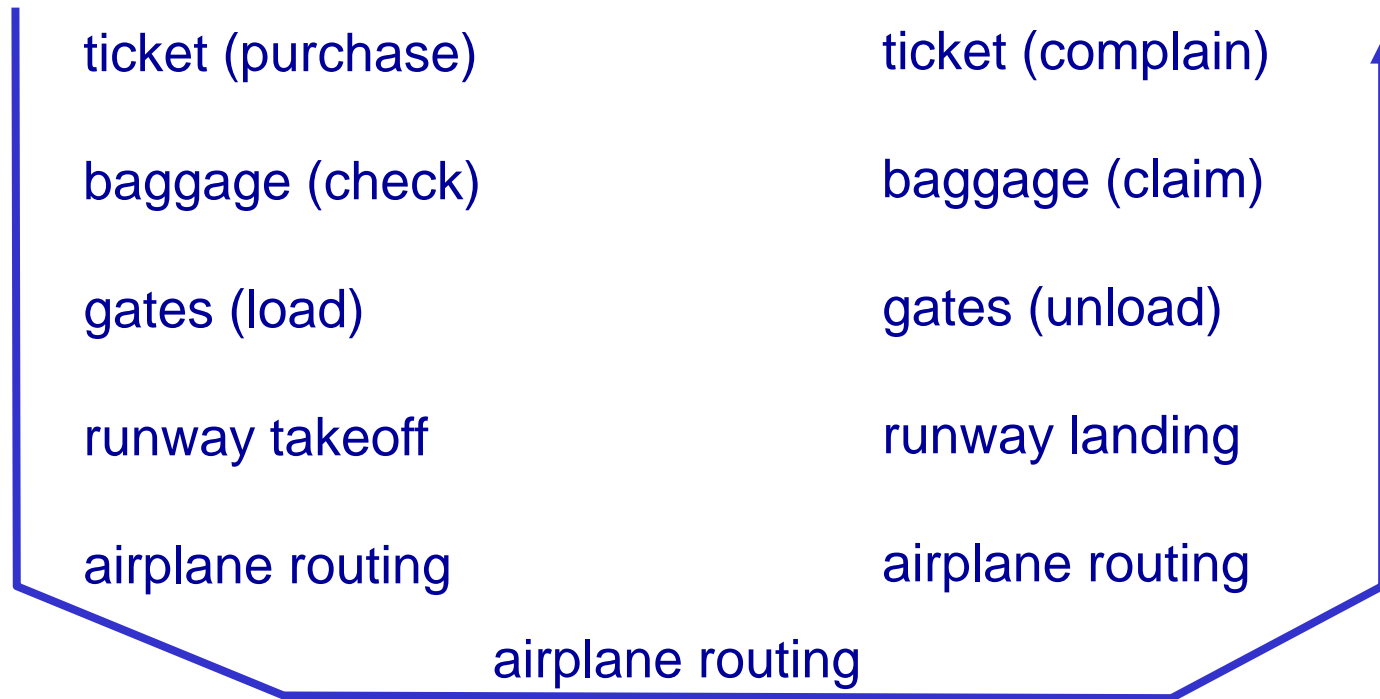 ticket (purchase)
baggage (check)
gates (load)
runway takeoff
airplane routing
ticket (complain)
baggage (claim)
gates (unload)
runway landing
airplane routing
airplane routing